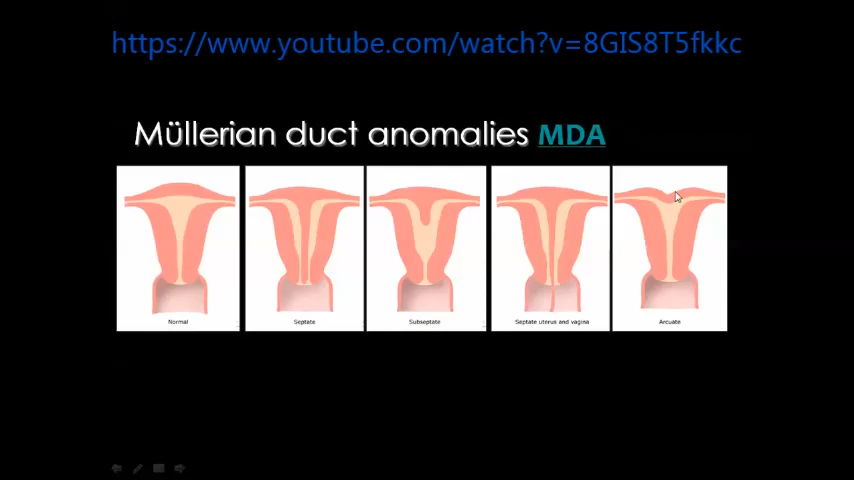 https://www.youtube.com/watch?v=8GIS8T5fkkc
Müllerian duct anomalies MDA
Normal
Septate
Subseptate
Septate uterus and vagina
Arcuate